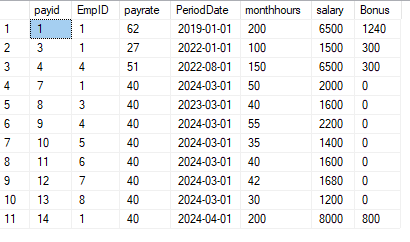 payid EmpID payrate PeriodDate monthhours salary Bonus
1 1 1 62 2019-01-01 200 6500 1240
2 3 1 27 2022-01-01 100 1500 300
3 4 4 51 2022-08-01 150 6500 300
4 7 1 40 2024-03-01 50 2000 0
5 8 3 40 2023-03-01 40 1600 0
6 9 4 40 2024-03-01 55 2200 0
7 10 5 40 2024-03-01 35 1400 0
8 11 6 40 2024-03-01 40 1600 0
9 12 7 40 2024-03-01 42 1680 0
10 13 8 40 2024-03-01 30 1200 0
11 14 1 40 2024-04-01 200 8000 800